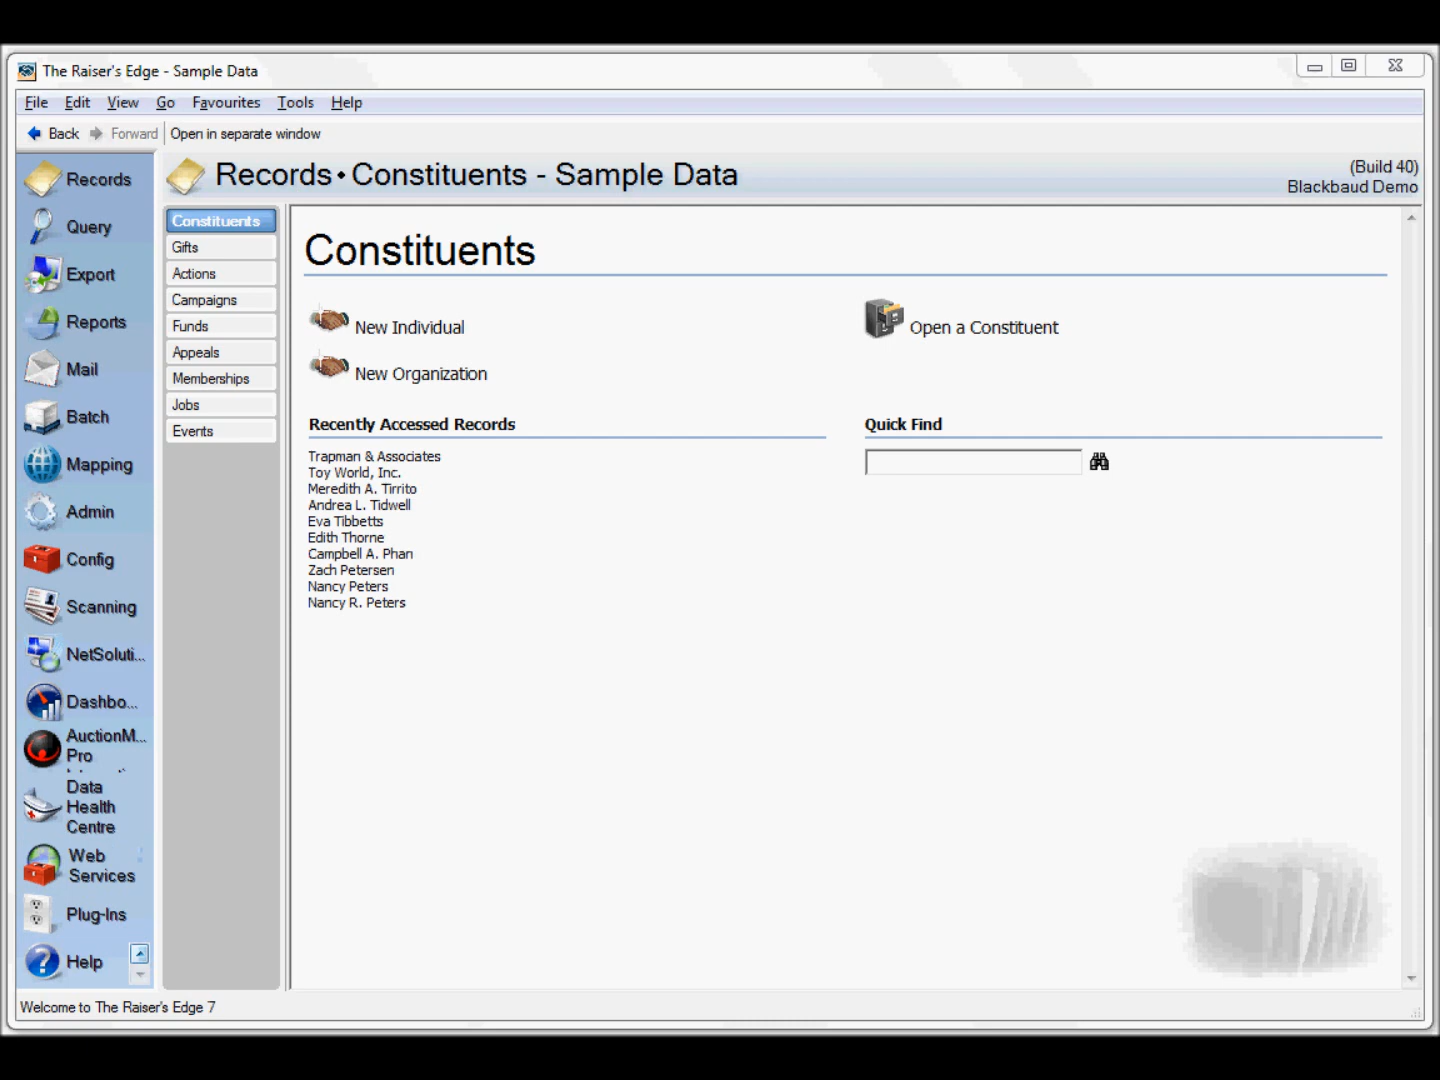 The Raiser's Edge - Sample Data
File Edit View Go Favourites Tools Help
Back Forward Open in separate window
Records • Constituents - Sample Data
(Build 40)
Blackbaud Demo
Records
Query
Export
Reports
Mail
Batch
Mapping
Admin
Config
Scanning
NetSoluti...
Dashbo...
AuctionM...
Pro
Data
Health
Centre
Web
Services
Plug-Ins
Help
Constituents
Gifts
Actions
Campaigns
Funds
Appeals
Memberships
Jobs
Events
Constituents
New Individual
New Organization
Open a Constituent
Recently Accessed Records
Trapman & Associates
Toy World, Inc.
Meredith A. Tirrito
Andrea L. Tidwell
Eva Tibbetts
Edith Thorne
Campbell A. Phan
Zach Petersen
Nancy Peters
Nancy R. Peters
Quick Find
Welcome to The Raiser's Edge 7